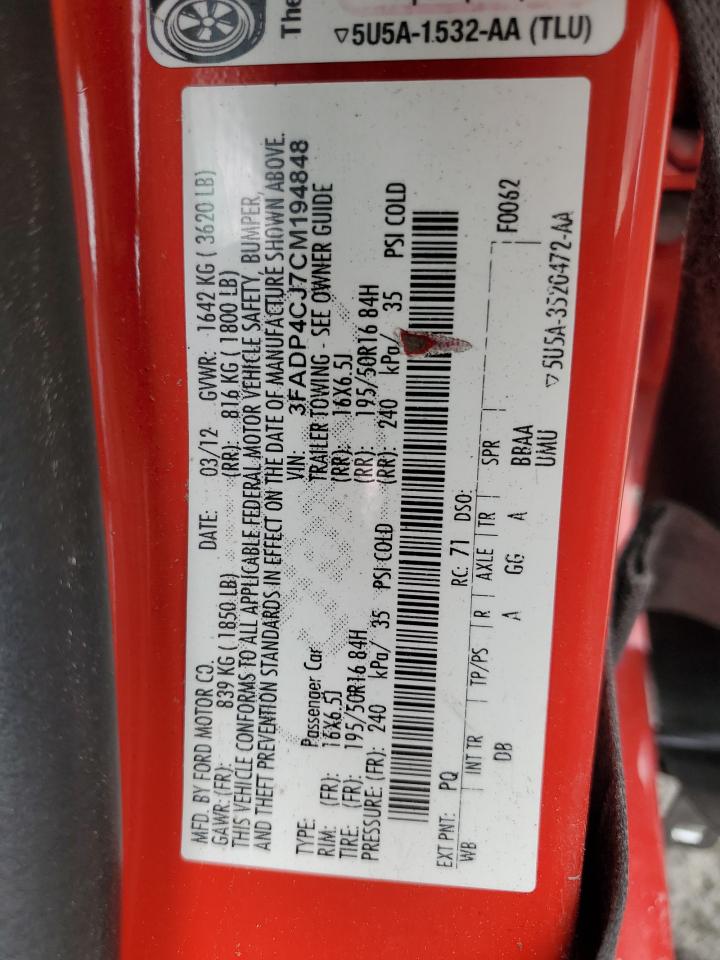 The
▽5U5A-1532-AA (TLU)
MFD. BY FORD MOTOR CO. DATE: 03/12 GVWR: 1642 KG ( 3620 LB)
GAWR: (FR): 839 KG ( 1850 LB) (RR): 816 KG ( 1800 LB)
THIS VEHICLE CONFORMS TO ALL APPLICABLE FEDERAL MOTOR VEHICLE SAFETY, BUMPER,
AND THEFT PREVENTION STANDARDS IN EFFECT ON THE DATE OF MANUFACTURE SHOWN ABOVE.
VIN: 3FADP4CJ7CM194848
TYPE: Passenger Car TRAILER TOWING - SEE OWNER GUIDE
RIM: (FR): 16X6.5J (RR): 16X6.5J
TIRE: (FR): 195/50R16 84H (RR): 195/50R16 84H
PRESSURE: (FR): 240 kPa/ 35 PSI COLD (RR): 240 kPa/ 35 PSI COLD
EXT PNT: PQ RC: 71 DSO: F0062
WB INT TR TP/PS R AXLE TR SPR
DB A GG A BBAA
UMU
▽5U5A-3520472-AA